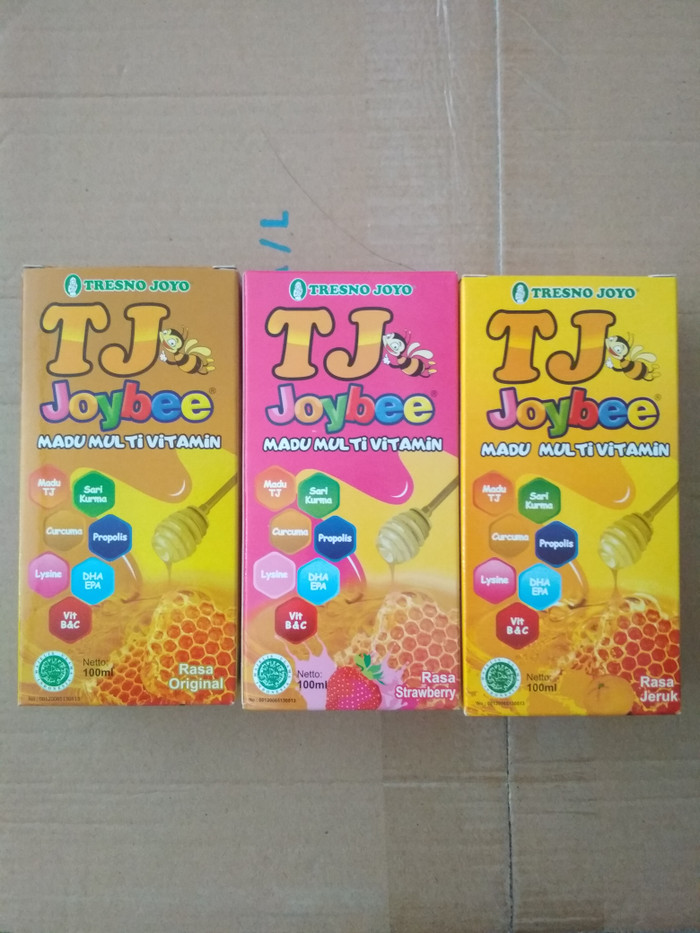 A/L
TRESNO JOYO
TJ
Joybee®
MADU MULTI VITAMIN
Madu TJ
Sari Kurma
Curcuma
Propolis
Lysine
DHA EPA
Vit B&C
Netto:
100ml
Rasa
Original
TRESNO JOYO
TJ
Joybee®
MADU MULTI VITAMIN
Madu TJ
Sari Kurma
Curcuma
Propolis
Lysine
DHA EPA
Vit B&C
Netto:
100ml
Rasa
Strawberry
TRESNO JOYO®
TJ
Joybee®
MADU MULTI VITAMIN
Madu TJ
Sari Kurma
Curcuma
Propolis
Lysine
DHA EPA
Vit B&C
Netto:
100ml
Rasa
Jeruk